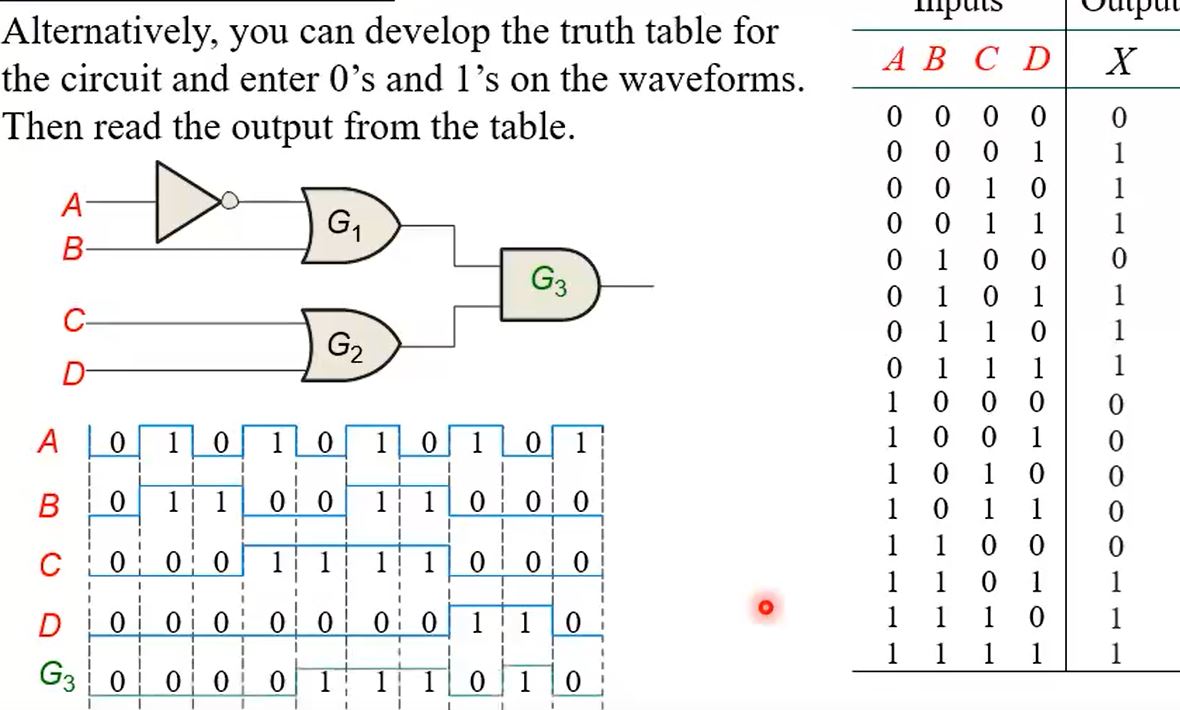 Alternatively, you can develop the truth table for
the circuit and enter 0’s and 1’s on the waveforms.
Then read the output from the table.
A
B
G1
G3
C
D
G2
A 0 1 0 1 0 1 0 1 0 1
B 0 1 1 0 0 1 1 0 0 0
C 0 0 0 1 1 1 1 0 0 0
D 0 0 0 0 0 0 0 1 1 0
G3 0 0 0 0 1 1 1 0 1 0
Inputs Output
A B C D X
0 0 0 0 0
0 0 0 1 1
0 0 1 0 1
0 0 1 1 1
0 1 0 0 0
0 1 0 1 1
0 1 1 0 1
0 1 1 1 1
1 0 0 0 0
1 0 0 1 0
1 0 1 0 0
1 0 1 1 0
1 1 0 0 0
1 1 0 1 1
1 1 1 0 1
1 1 1 1 1